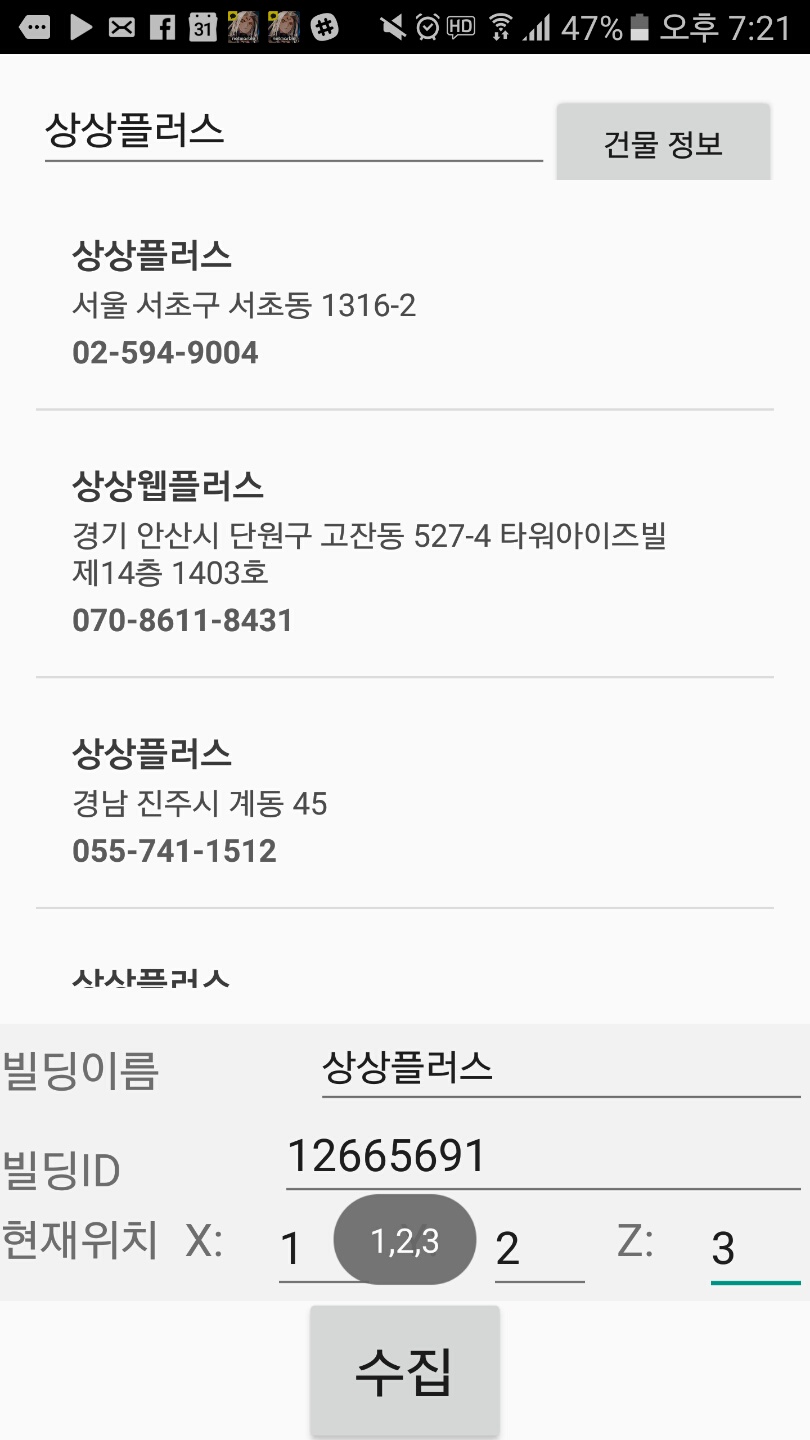 31 HD 47% 오후 7:21
상상플러스
건물 정보
상상플러스
서울 서초구 서초동 1316-2
02-594-9004
상상웹플러스
경기 안산시 단원구 고잔동 527-4 타워아이즈빌
제14층 1403호
070-8611-8431
상상플러스
경남 진주시 계동 45
055-741-1512
상상플러스
빌딩이름 상상플러스
빌딩ID 12665691
현재위치 X: 1 1,2,3 2 Z: 3
수집